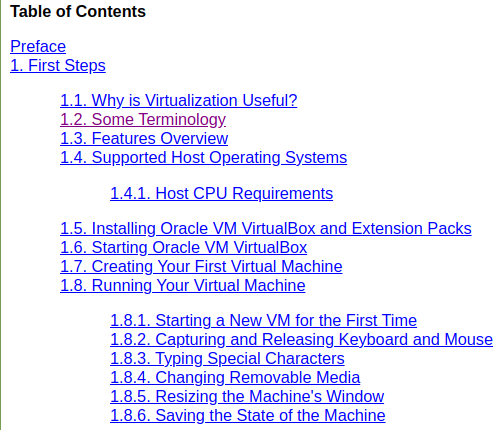 Table of Contents
Preface
1. First Steps
1.1. Why is Virtualization Useful?
1.2. Some Terminology
1.3. Features Overview
1.4. Supported Host Operating Systems
1.4.1. Host CPU Requirements
1.5. Installing Oracle VM VirtualBox and Extension Packs
1.6. Starting Oracle VM VirtualBox
1.7. Creating Your First Virtual Machine
1.8. Running Your Virtual Machine
1.8.1. Starting a New VM for the First Time
1.8.2. Capturing and Releasing Keyboard and Mouse
1.8.3. Typing Special Characters
1.8.4. Changing Removable Media
1.8.5. Resizing the Machine's Window
1.8.6. Saving the State of the Machine